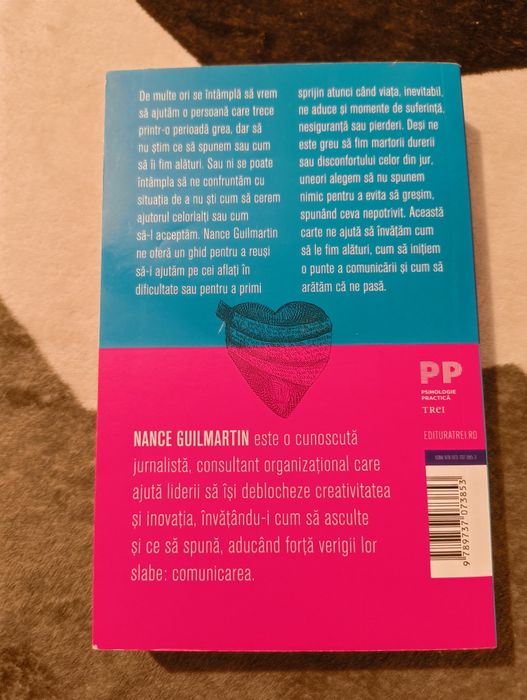 De multe ori se întâmplă să vrem
să ajutăm o persoană care trece
printr-o perioadă grea, dar să
nu știm ce să spunem sau cum
să îi fim alături. Sau ni se poate
întâmpla să ne confruntăm cu
situația de a nu ști cum să cerem
ajutorul celorlalți sau cum
să-l acceptăm. Nance Guilmartin
ne oferă un ghid pentru a reuși
să-i ajutăm pe cei aflați în
dificultate sau pentru a primi
sprijin atunci când viața, inevitabil,
ne aduce și momente de suferință,
nesiguranță sau pierderi. Deși ne
este greu să fim martorii durerii
sau disconfortului celor din jur,
uneori alegem să nu spunem
nimic pentru a evita să greșim,
spunând ceva nepotrivit. Această
carte ne ajută să învățăm cum
să le fim alături, cum să inițiem
o punte a comunicării și cum să
arătăm că ne pasă.
PP
PSIHOLOGIE
PRACTICĂ
TREI
EDITURATREI.RO
NANCE GUILMARTIN este o cunoscută
jurnalistă, consultant organizațional care
ajută liderii să își deblocheze creativitatea
și inovația, învățându-i cum să asculte
și ce să spună, aducând forță verigii lor
slabe: comunicarea.
9 789737 073853